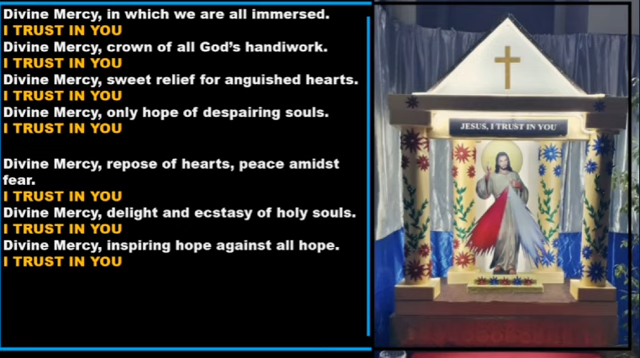 Divine Mercy, in which we are all immersed.
I TRUST IN YOU
Divine Mercy, crown of all God’s handiwork.
I TRUST IN YOU
Divine Mercy, sweet relief for anguished hearts.
I TRUST IN YOU
Divine Mercy, only hope of despairing souls.
I TRUST IN YOU
Divine Mercy, repose of hearts, peace amidst
fear.
I TRUST IN YOU
Divine Mercy, delight and ecstasy of holy souls.
I TRUST IN YOU
Divine Mercy, inspiring hope against all hope.
I TRUST IN YOU
JESUS, I TRUST IN YOU